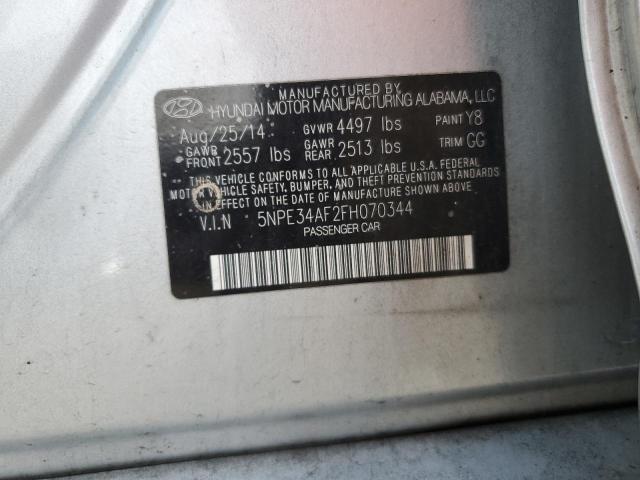 MANUFACTURED BY
HYUNDAI MOTOR MANUFACTURING ALABAMA, LLC
Aug/25/14 GVWR 4497 lbs PAINT Y8
GAWR FRONT 2557 lbs GAWR REAR 2513 lbs TRIM GG
THIS VEHICLE CONFORMS TO ALL APPLICABLE U.S.A. FEDERAL
MOTOR VEHICLE SAFETY, BUMPER, AND THEFT PREVENTION STANDARDS
IN EFFECT ON THE DATE OF MANUFACTURE SHOWN ABOVE.
V.I.N 5NPE34AF2FH070344
PASSENGER CAR